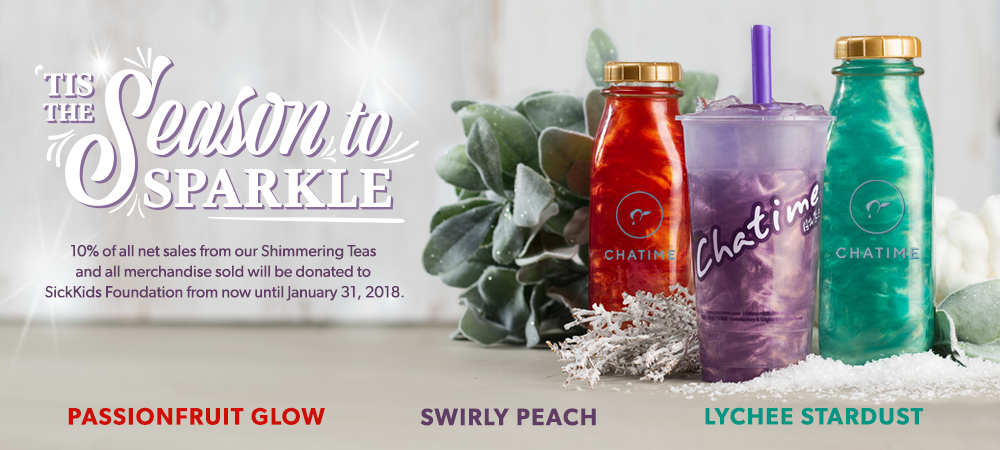 'TIS
THE Season to
SPARKLE
10% of all net sales from our Shimmering Teas
and all merchandise sold will be donated to
SickKids Foundation from now until January 31, 2018.
CHATIME
Chatime
CHATIME
PASSIONFRUIT GLOW
SWIRLY PEACH
LYCHEE STARDUST